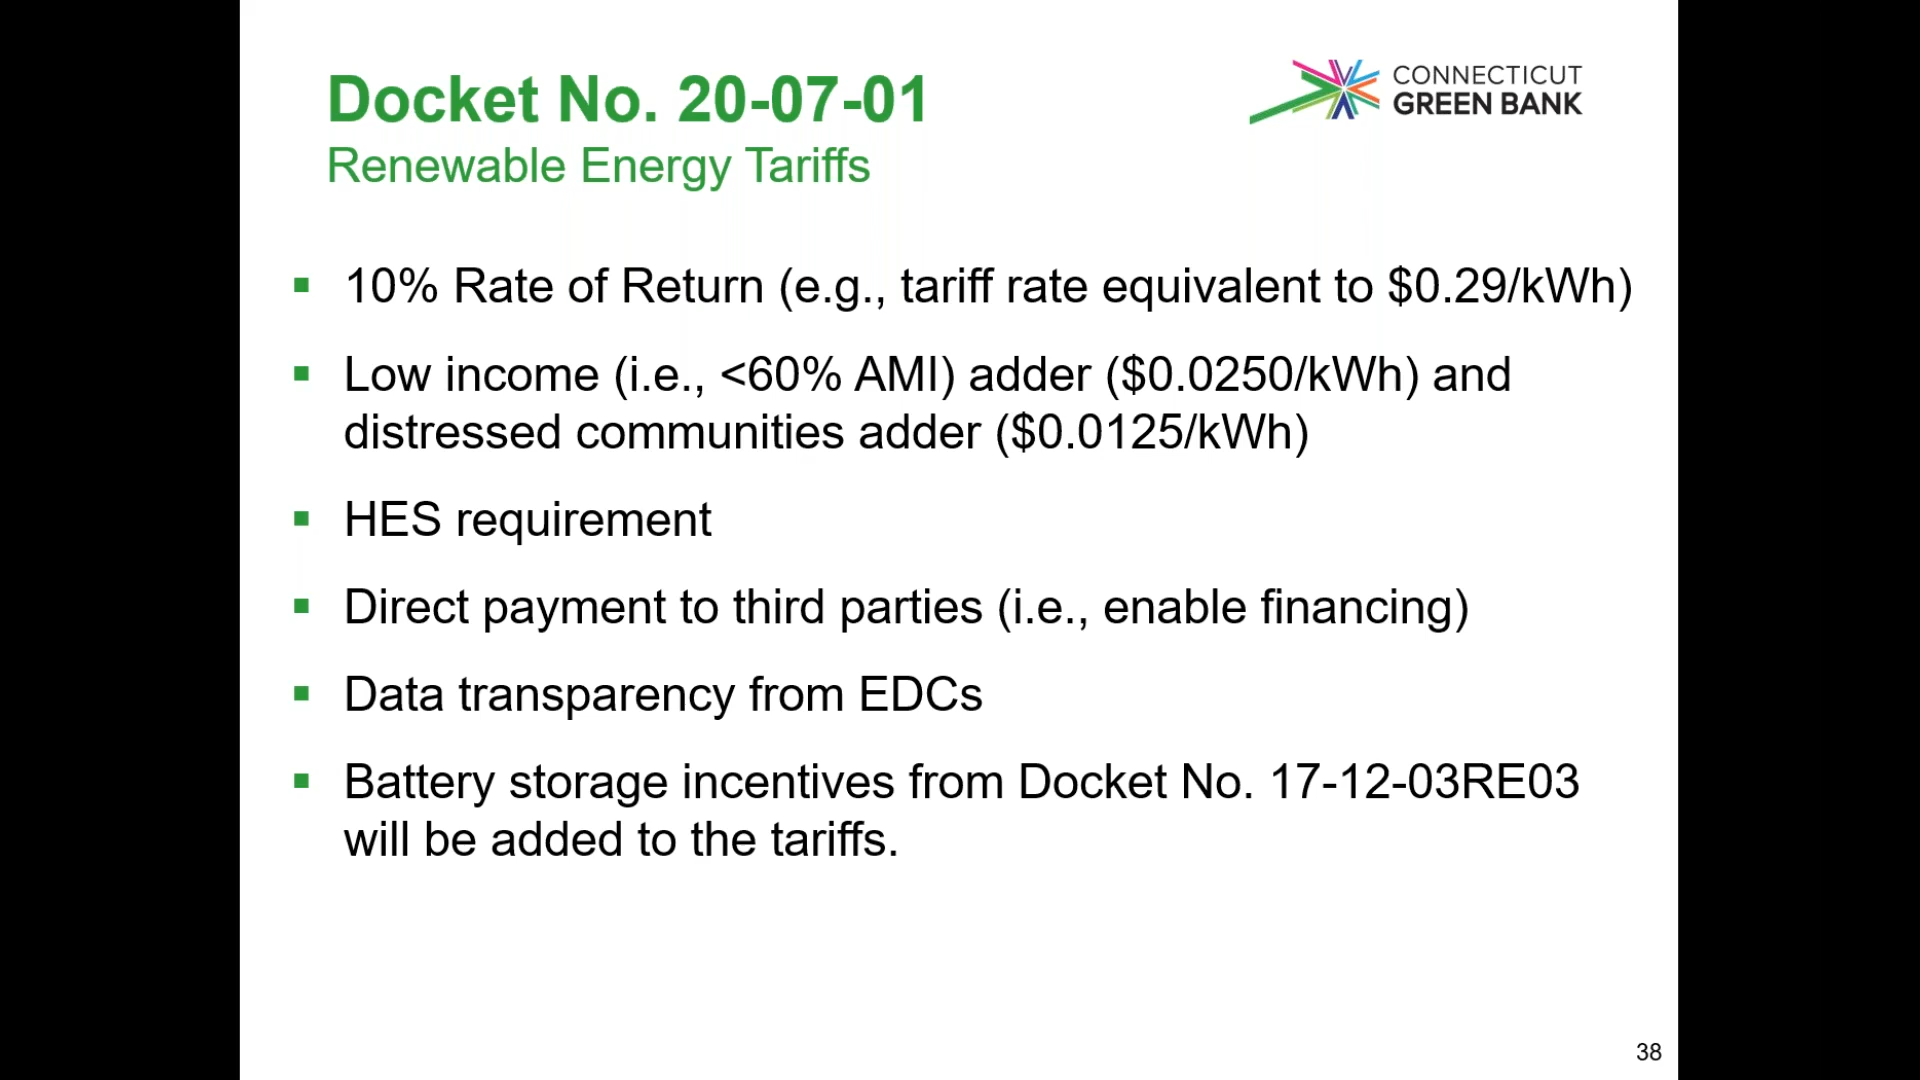 Docket No. 20-07-01
CONNECTICUT
GREEN BANK
Renewable Energy Tariffs
▪ 10% Rate of Return (e.g., tariff rate equivalent to $0.29/kWh)
▪ Low income (i.e., <60% AMI) adder ($0.0250/kWh) and
distressed communities adder ($0.0125/kWh)
▪ HES requirement
▪ Direct payment to third parties (i.e., enable financing)
▪ Data transparency from EDCs
▪ Battery storage incentives from Docket No. 17-12-03RE03
will be added to the tariffs.
38